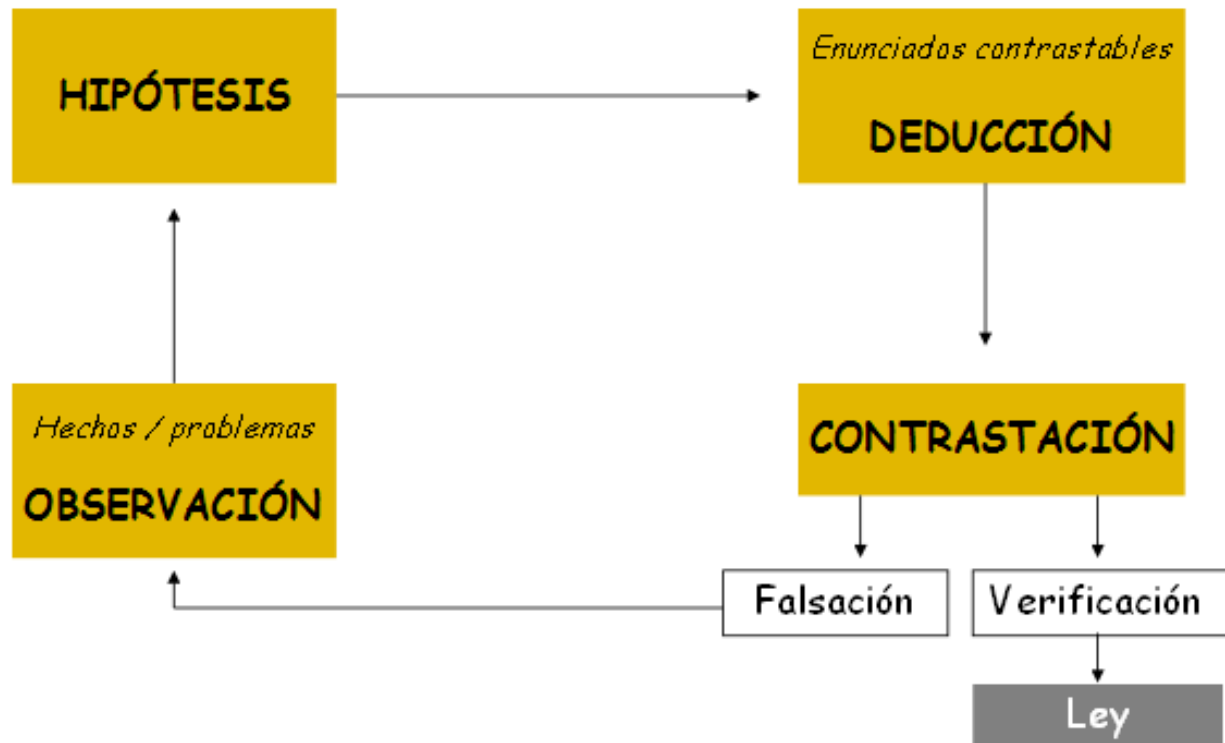 HIPÓTESIS
Enunciados contrastables
DEDUCCIÓN
Hechos / problemas
OBSERVACIÓN
CONTRASTACIÓN
Falsación
Verificación
Ley